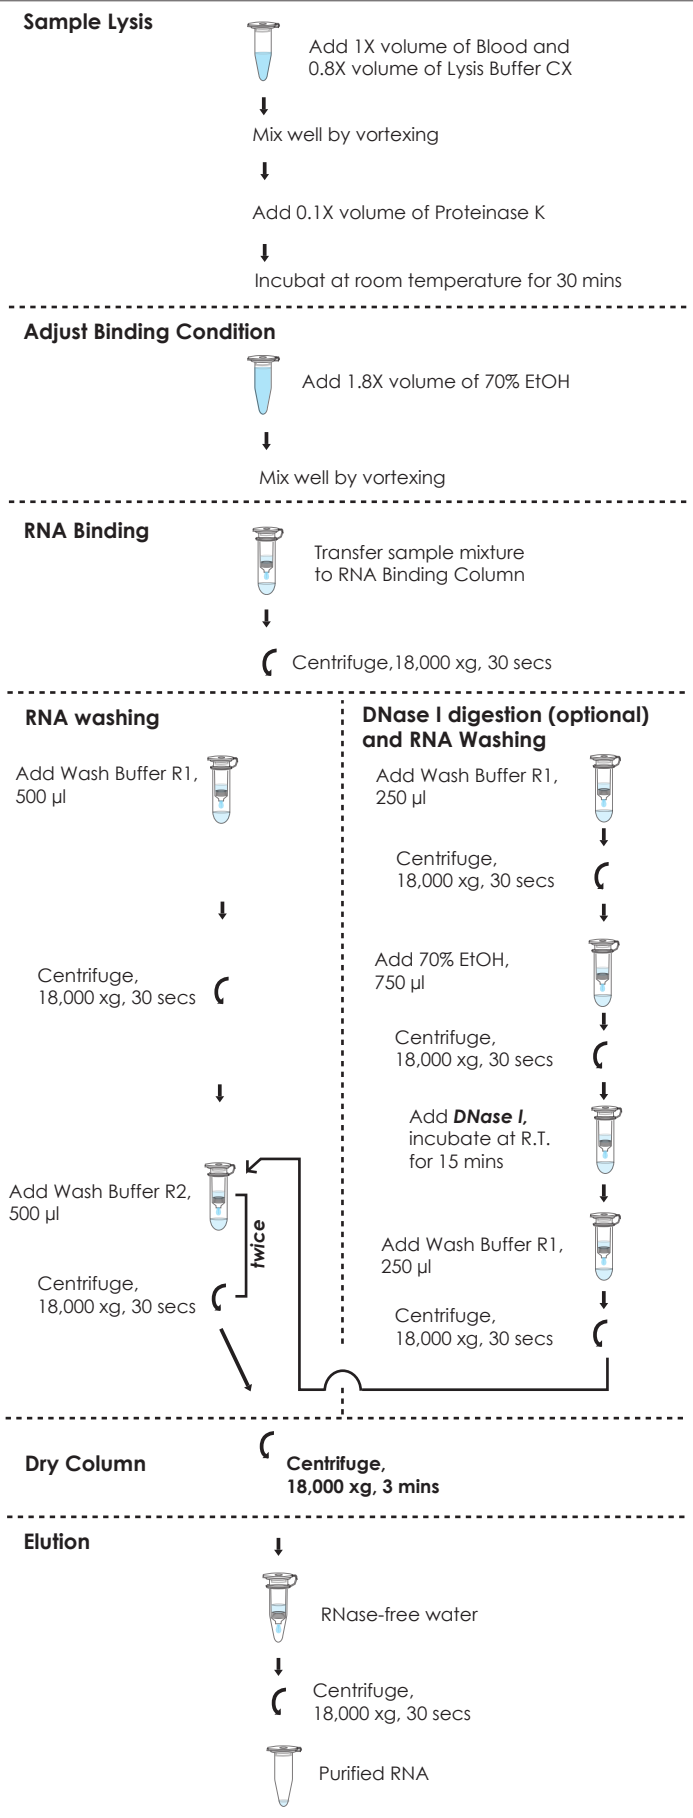 Sample Lysis
Add 1X volume of Blood and
0.8X volume of Lysis Buffer CX
Mix well by vortexing
Add 0.1X volume of Proteinase K
Incubat at room temperature for 30 mins
Adjust Binding Condition
Add 1.8X volume of 70% EtOH
Mix well by vortexing
RNA Binding
Transfer sample mixture
to RNA Binding Column
Centrifuge,18,000 xg, 30 secs
RNA washing
Add Wash Buffer R1,
500 µl
Centrifuge,
18,000 xg, 30 secs
Add Wash Buffer R2,
500 µl
twice
Centrifuge,
18,000 xg, 30 secs
DNase I digestion (optional)
and RNA Washing
Add Wash Buffer R1,
250 µl
Centrifuge,
18,000 xg, 30 secs
Add 70% EtOH,
750 µl
Centrifuge,
18,000 xg, 30 secs
Add DNase I,
incubate at R.T.
for 15 mins
Add Wash Buffer R1,
250 µl
Centrifuge,
18,000 xg, 30 secs
Dry Column
Centrifuge,
18,000 xg, 3 mins
Elution
RNase-free water
Centrifuge,
18,000 xg, 30 secs
Purified RNA